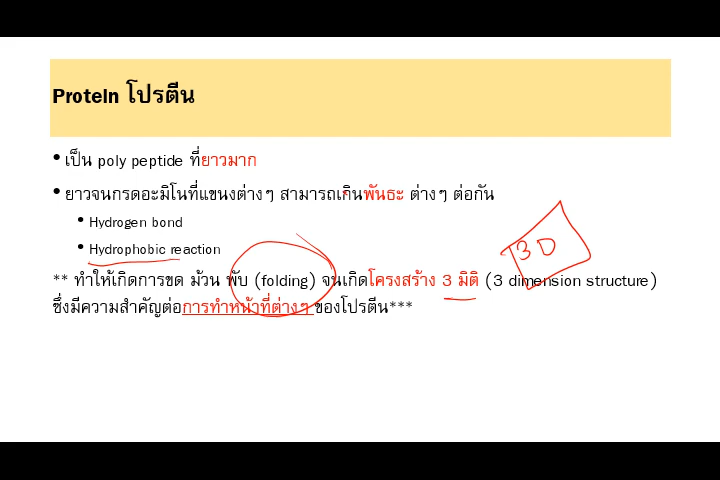 Protein โปรตีน
• เป็น poly peptide ที่ยาวมาก
• ยาวจนกรดอะมิโนที่แขนงต่างๆ สามารถเกินพันธะ ต่างๆ ต่อกัน
• Hydrogen bond
• Hydrophobic reaction
3D
** ทำให้เกิดการขด ม้วน พับ (folding) จนเกิดโครงสร้าง 3 มิติ (3 dimension structure)
ซึ่งมีความสำคัญต่อการทำหน้าที่ต่างๆ ของโปรตีน***